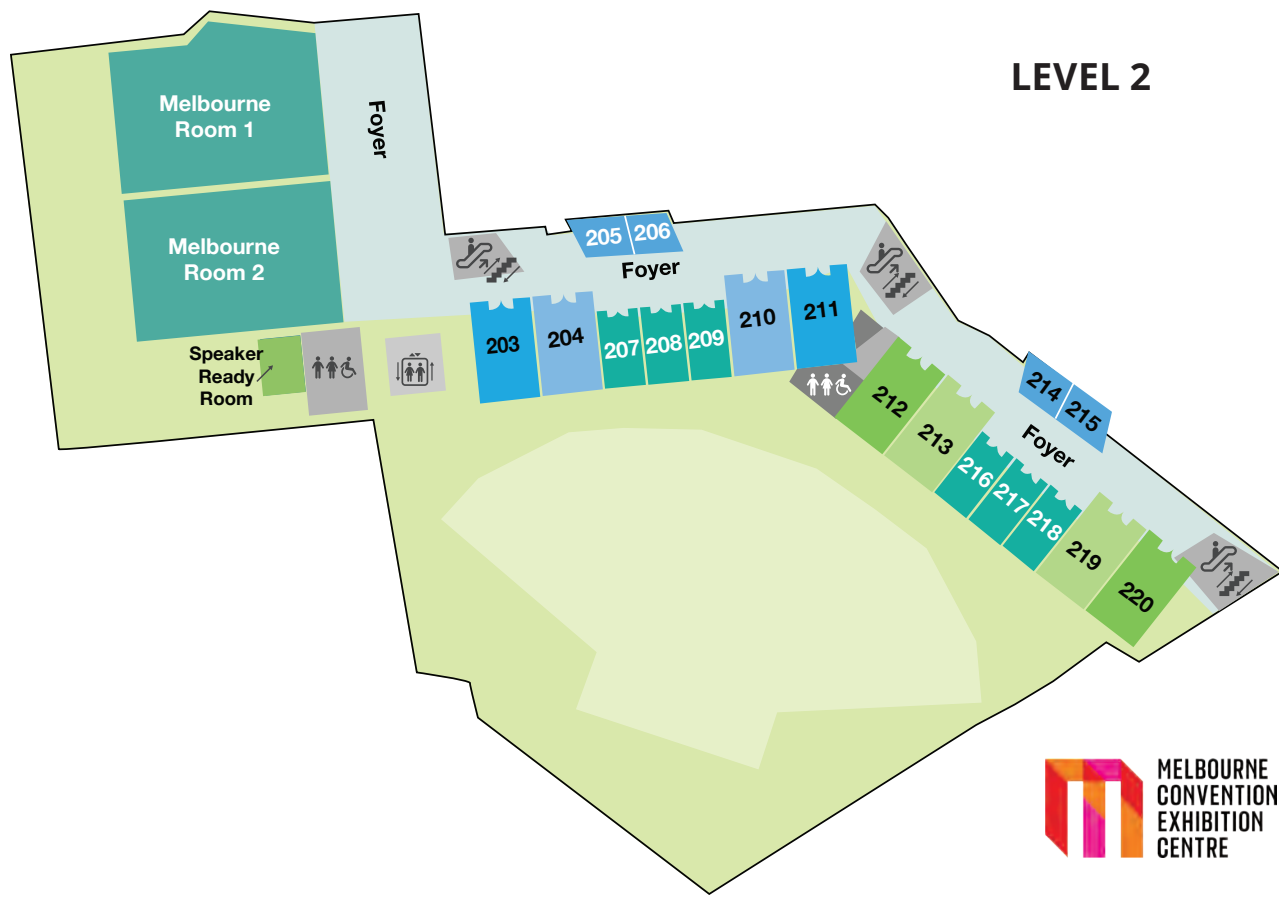 LEVEL 2
Melbourne
Room 1
Foyer
Melbourne
Room 2
205
206
Foyer
203
204
207
208
209
210
211
Speaker
Ready
Room
212
213
214
215
Foyer
216
217
218
219
220
MELBOURNE
CONVENTION
EXHIBITION
CENTRE